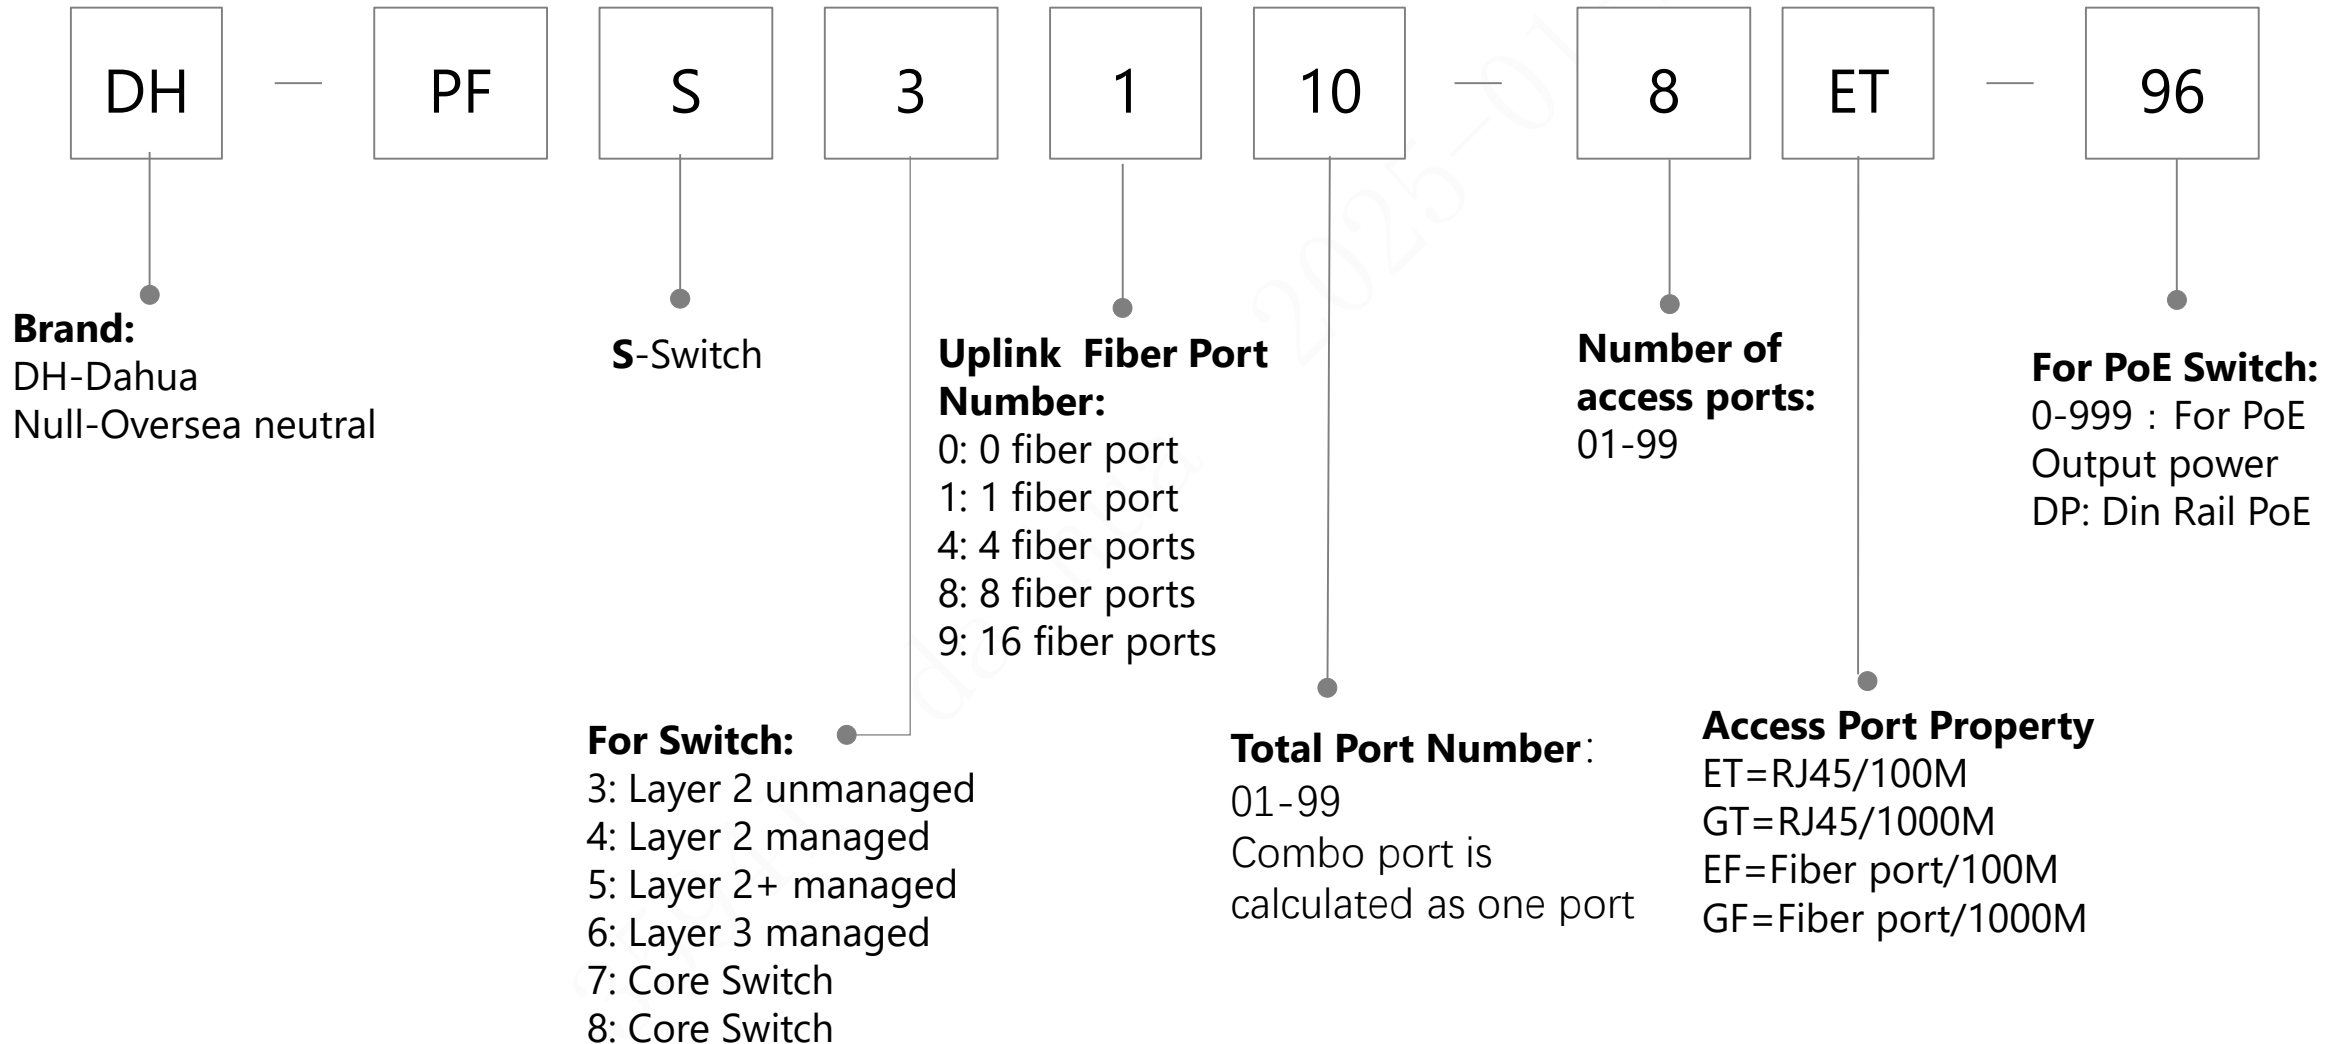 DH — PF S 3 1 10 — 8 ET — 96
Brand:
DH-Dahua
Null-Oversea neutral
S-Switch
Uplink Fiber Port
Number:
0: 0 fiber port
1: 1 fiber port
4: 4 fiber ports
8: 8 fiber ports
9: 16 fiber ports
Number of
access ports:
01-99
For PoE Switch:
0-999：For PoE
Output power
DP: Din Rail PoE
For Switch:
3: Layer 2 unmanaged
4: Layer 2 managed
5: Layer 2+ managed
6: Layer 3 managed
7: Core Switch
8: Core Switch
Total Port Number：
01-99
Combo port is
calculated as one port
Access Port Property
ET=RJ45/100M
GT=RJ45/1000M
EF=Fiber port/100M
GF=Fiber port/1000M